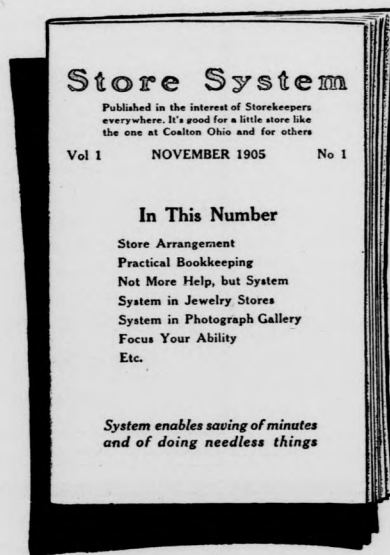 Store System
Published in the interest of Storekeepers
everywhere. It's good for a little store like
the one at Coalton Ohio and for others
Vol 1 NOVEMBER 1905 No 1
In This Number
Store Arrangement
Practical Bookkeeping
Not More Help, but System
System in Jewelry Stores
System in Photograph Gallery
Focus Your Ability
Etc.
System enables saving of minutes
and of doing needless things